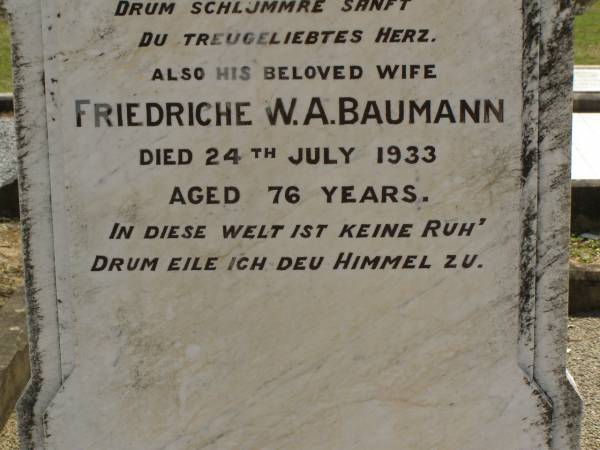 DRUM SCHLUMMRE SANFT
DU TREUGELIEBTES HERZ.
ALSO HIS BELOVED WIFE
FRIEDRICHE W.A.BAUMANN
DIED 24TH JULY 1933
AGED 76 YEARS.
IN DIESE WELT IST KEINE RUH'
DRUM EILE ICH DEU HIMMEL ZU.